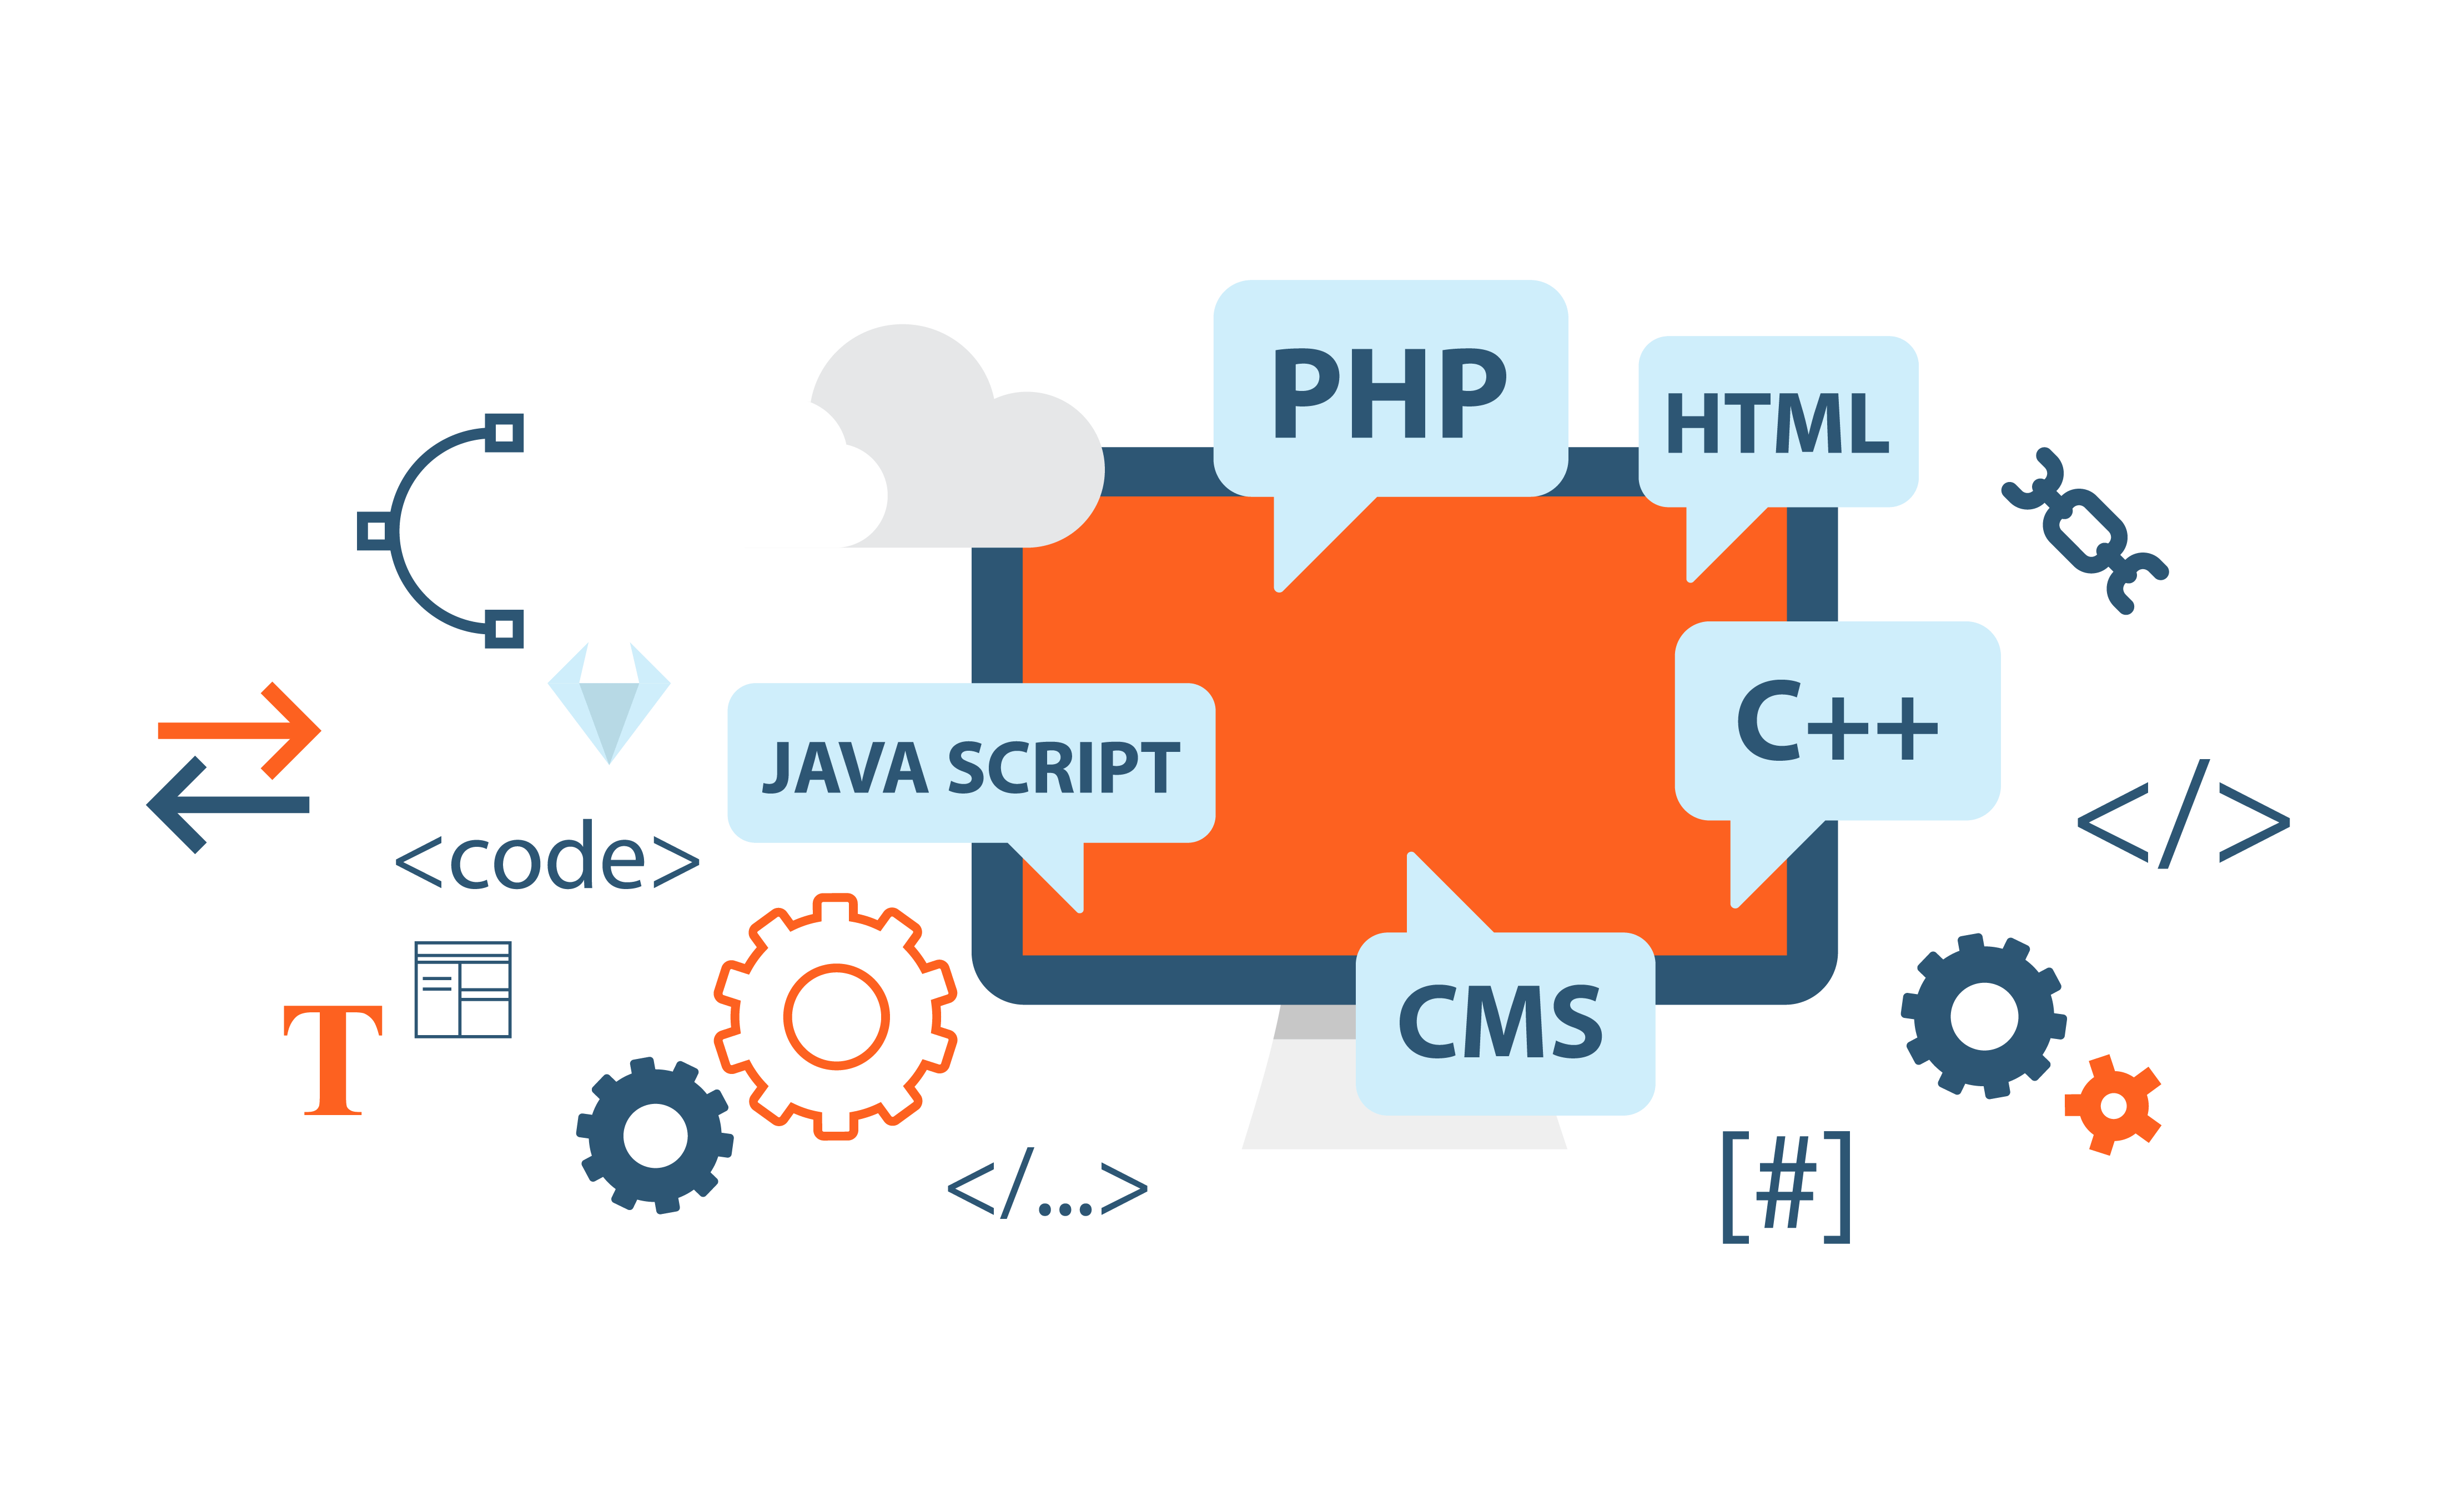 PHP
HTML
C++
JAVA SCRIPT
</>
<code>
CMS
T
</...>
[#]